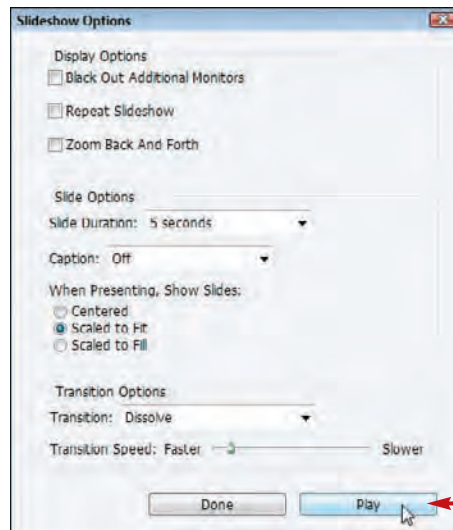 Slideshow Options
Display Options
Black Out Additional Monitors
Repeat Slideshow
Zoom Back And Forth
Slide Options
Slide Duration: 5 seconds
Caption: Off
When Presenting, Show Slides:
Centered
Scaled to Fit
Scaled to Fill
Transition Options
Transition: Dissolve
Transition Speed: Faster Slower
Done Play